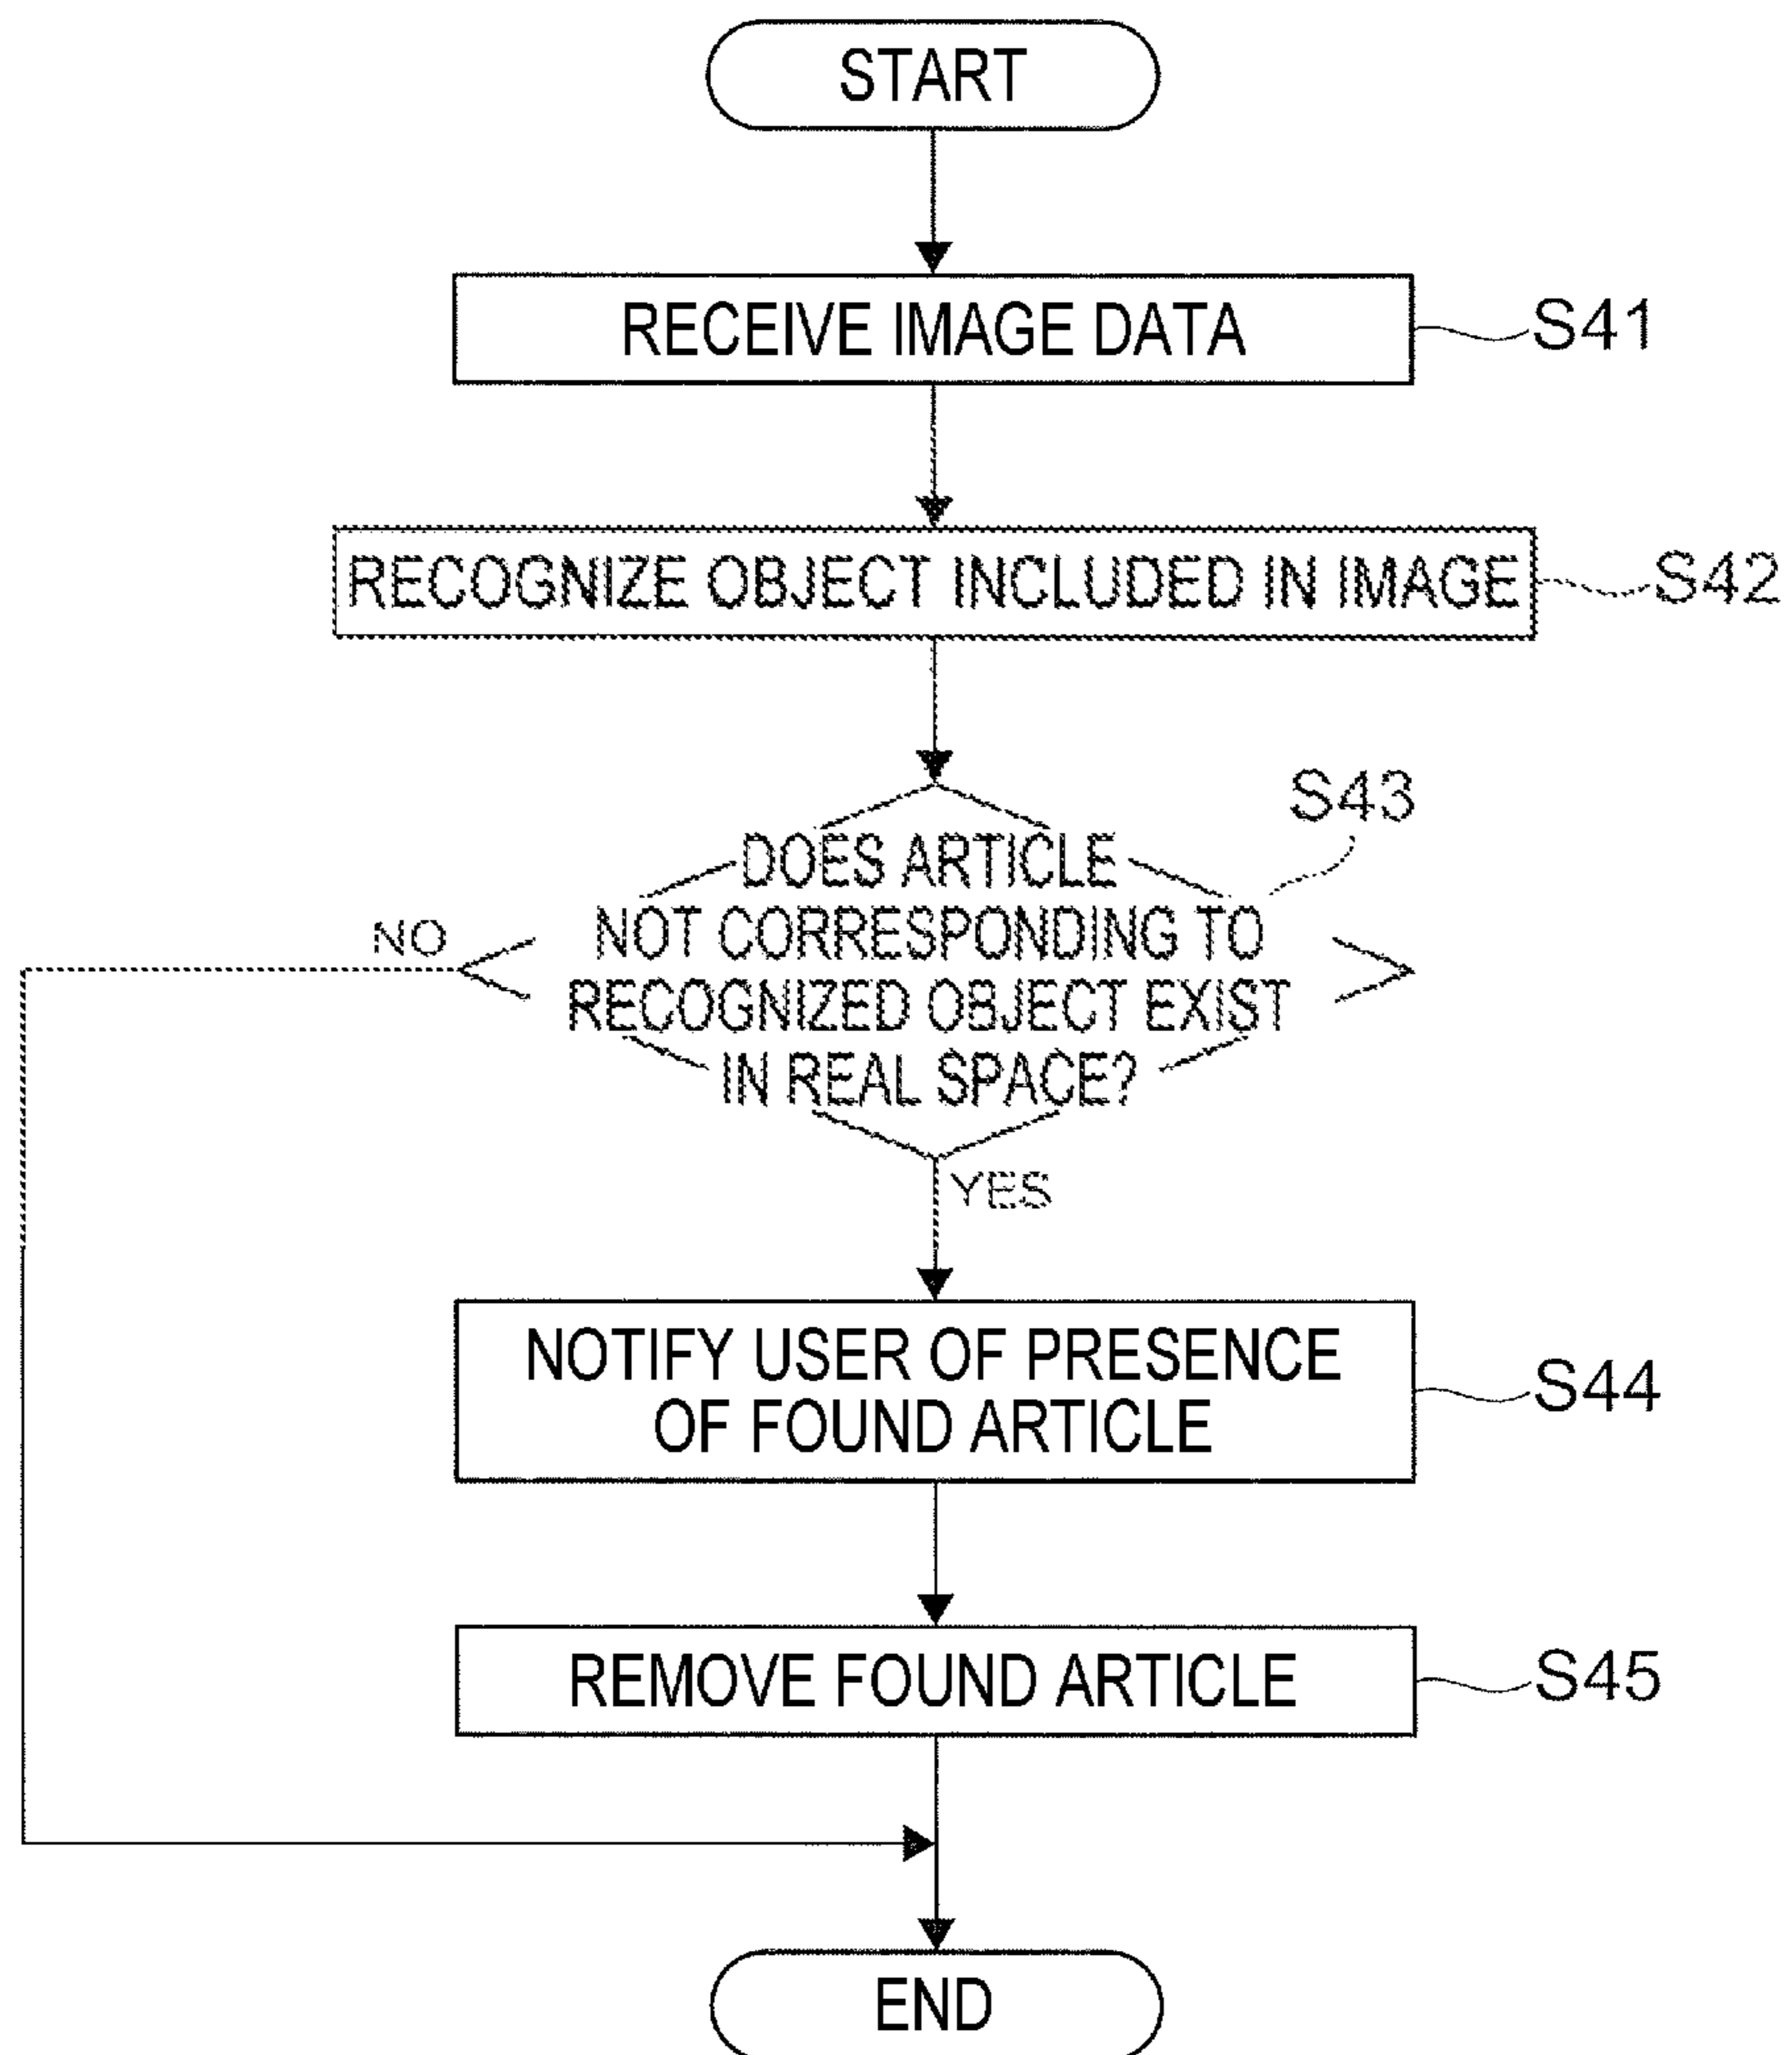 START
RECEIVE IMAGE DATA
S41
RECOGNIZE OBJECT INCLUDED IN IMAGE
S42
S43
DOES ARTICLE
NOT CORRESPONDING TO
RECOGNIZED OBJECT EXIST
IN REAL SPACE?
NO
YES
NOTIFY USER OF PRESENCE
OF FOUND ARTICLE
S44
REMOVE FOUND ARTICLE
S45
END